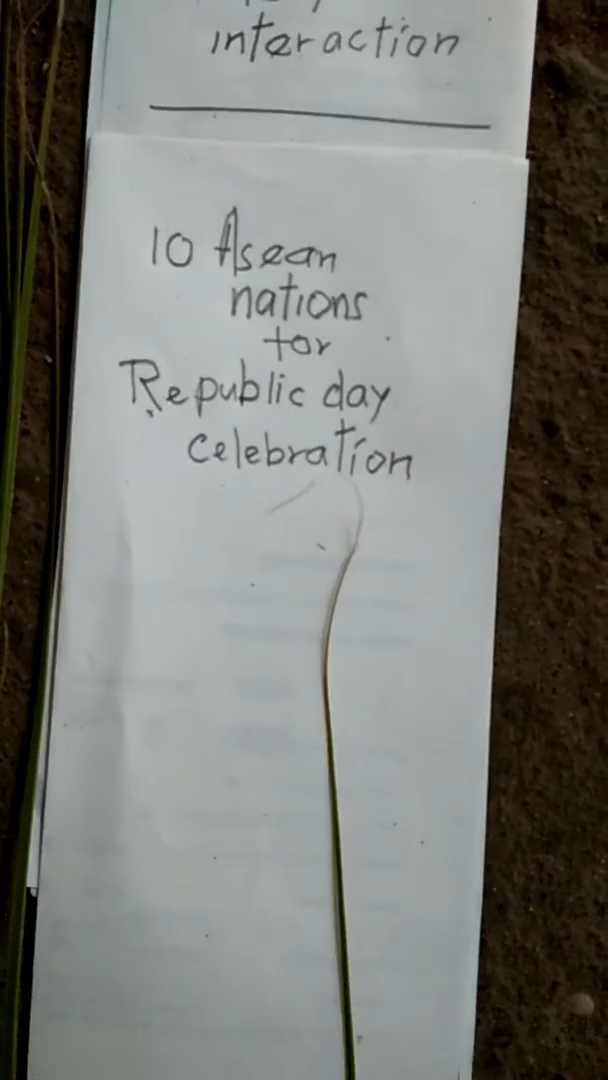 interaction
10 Asean
nations
for
Republic day
celebration